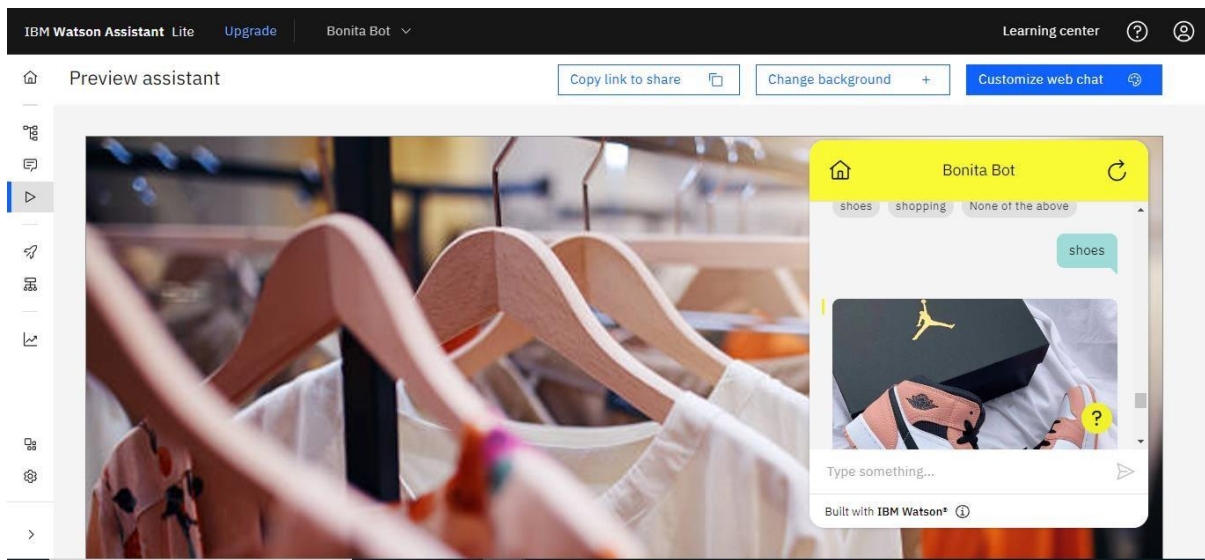 IBM Watson Assistant Lite Upgrade Bonita Bot Learning center
Preview assistant Copy link to share Change background + Customize web chat
Bonita Bot
shoes shopping None of the above
shoes
?
Type something...
Built with IBM Watson®